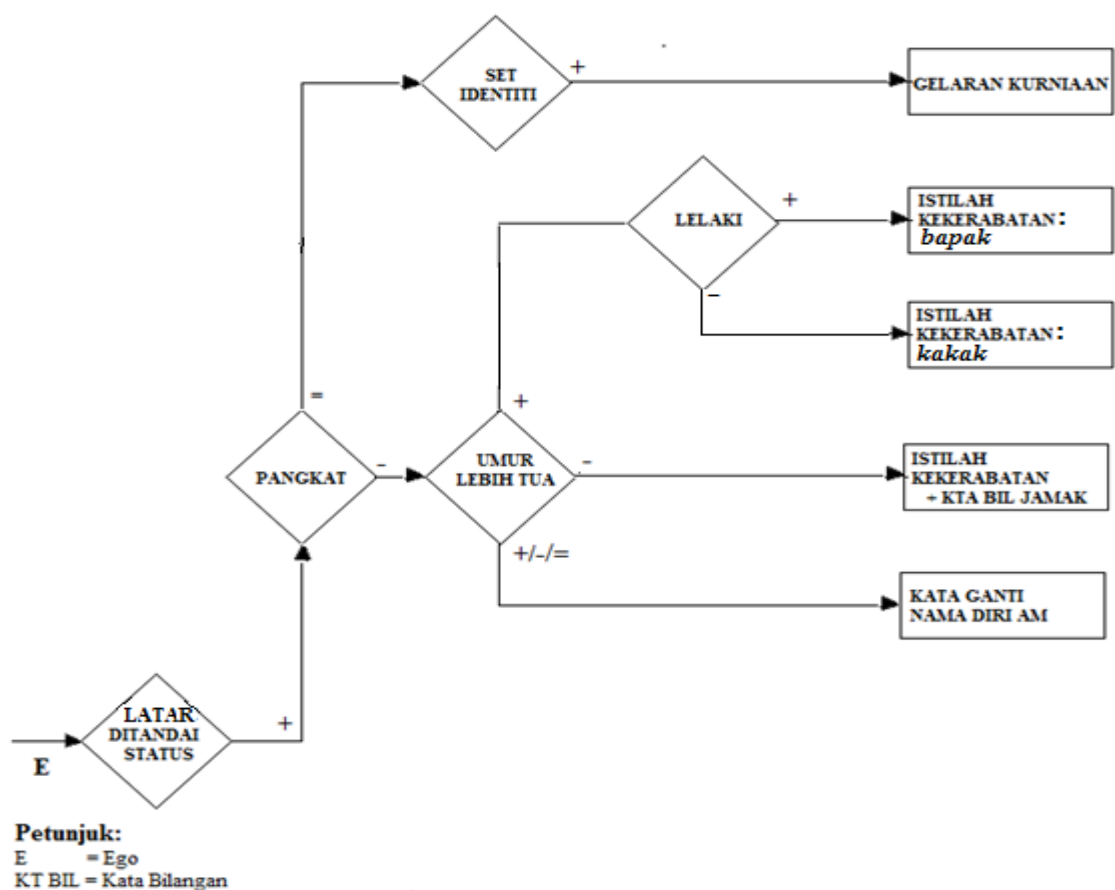 SET
IDENTITI
+
GELARAN KURNIAAN
LELAKI
+
ISTILAH
KEKERABATAN :
bapak
–
ISTILAH
KEKERABATAN :
kakak
=
+
PANGKAT
-
UMUR
LEBIH TUA
-
ISTILAH
KEKERABATAN
+ KTA BIL JAMAK
+/-/=
KATA GANTI
NAMA DIRI AM
LATAR
DITANDAI
STATUS
+
E
Petunjuk:
E = Ego
KT BIL = Kata Bilangan